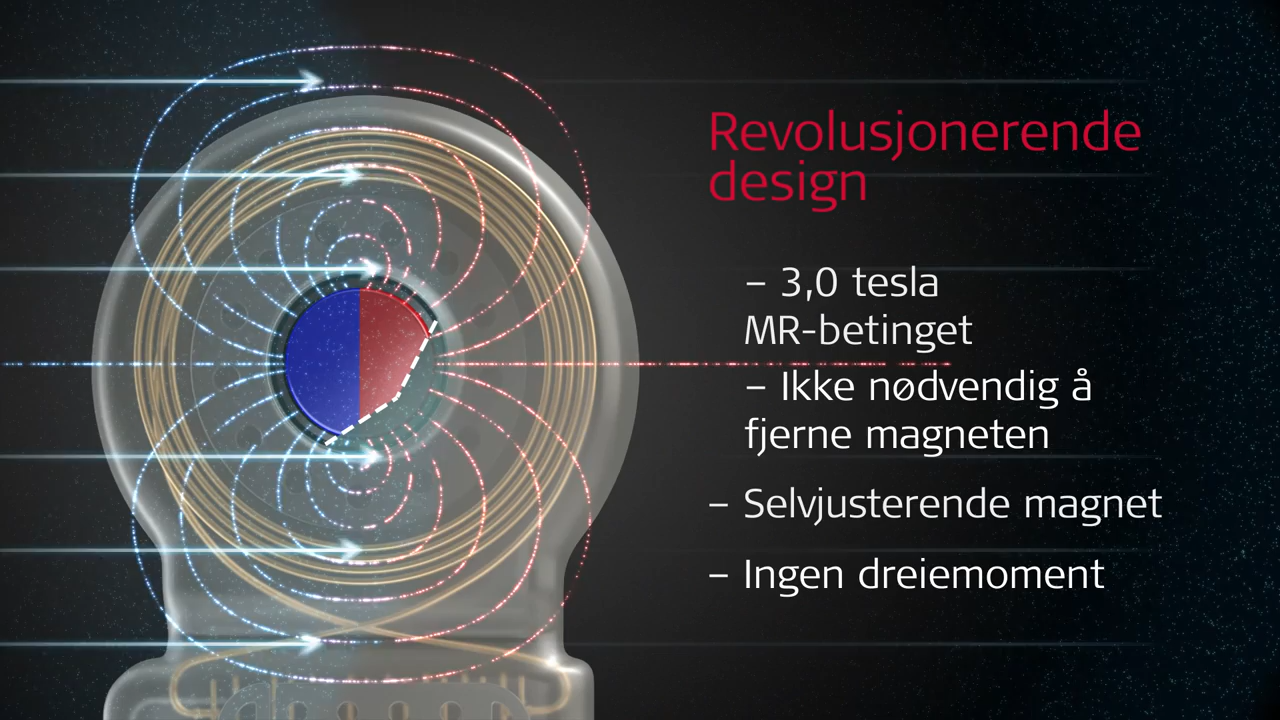 Revolusjonerende
design
– 3,0 tesla
MR-betinget
– Ikke nødvendig å
fjerne magneten
– Selvjusterende magnet
– Ingen dreiemoment